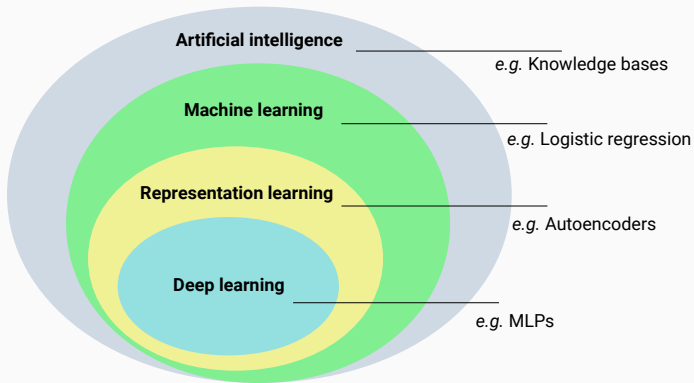 Artificial intelligence
e.g. Knowledge bases
Machine learning
e.g. Logistic regression
Representation learning
e.g. Autoencoders
Deep learning
e.g. MLPs